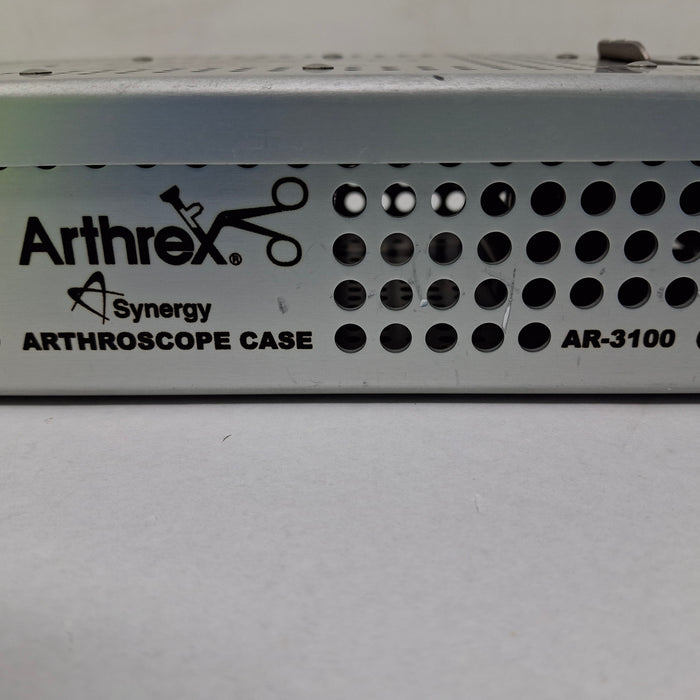 Arthrex®
Synergy
ARTHROSCOPE CASE
AR-3100